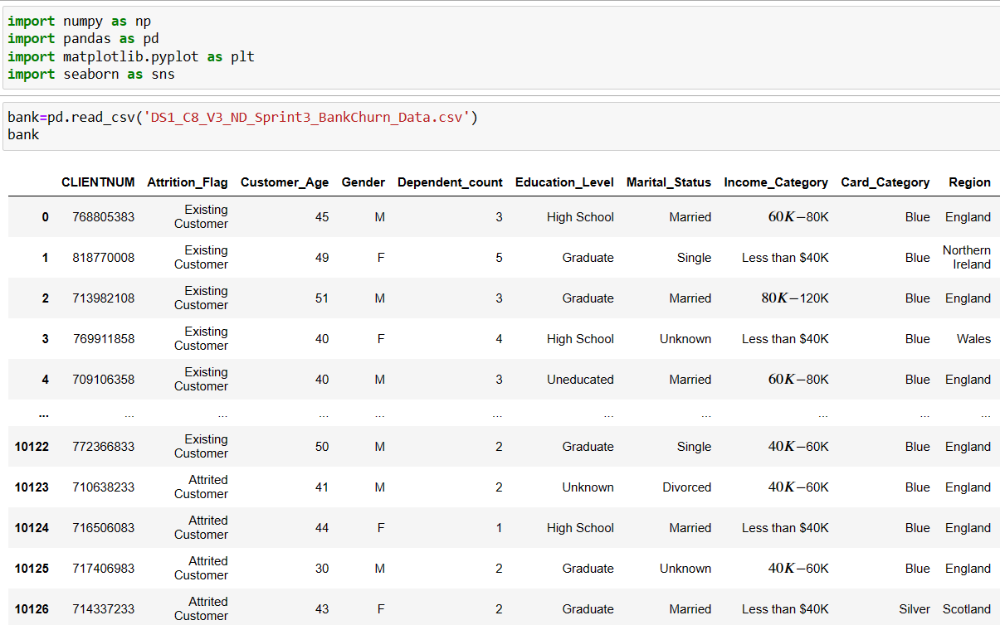 import numpy as np
import pandas as pd
import matplotlib.pyplot as plt
import seaborn as sns
bank=pd.read_csv('DS1_C8_V3_ND_Sprint3_BankChurn_Data.csv')
bank
CLIENTNUM Attrition_Flag Customer_Age Gender Dependent_count Education_Level Marital_Status Income_Category Card_Category Region
0 768805383 Existing Customer 45 M 3 High School Married 60K−80K Blue England
1 818770008 Existing Customer 49 F 5 Graduate Single Less than $40K Blue Northern Ireland
2 713982108 Existing Customer 51 M 3 Graduate Married 80K−120K Blue England
3 769911858 Existing Customer 40 F 4 High School Unknown Less than $40K Blue Wales
4 709106358 Existing Customer 40 M 3 Uneducated Married 60K−80K Blue England
... ... ... ... ... ... ... ... ... ... ...
10122 772366833 Existing Customer 50 M 2 Graduate Single 40K−60K Blue England
10123 710638233 Attrited Customer 41 M 2 Unknown Divorced 40K−60K Blue England
10124 716506083 Attrited Customer 44 F 1 High School Married Less than $40K Blue England
10125 717406983 Attrited Customer 30 M 2 Graduate Unknown 40K−60K Blue England
10126 714337233 Attrited Customer 43 F 2 Graduate Married Less than $40K Silver Scotland